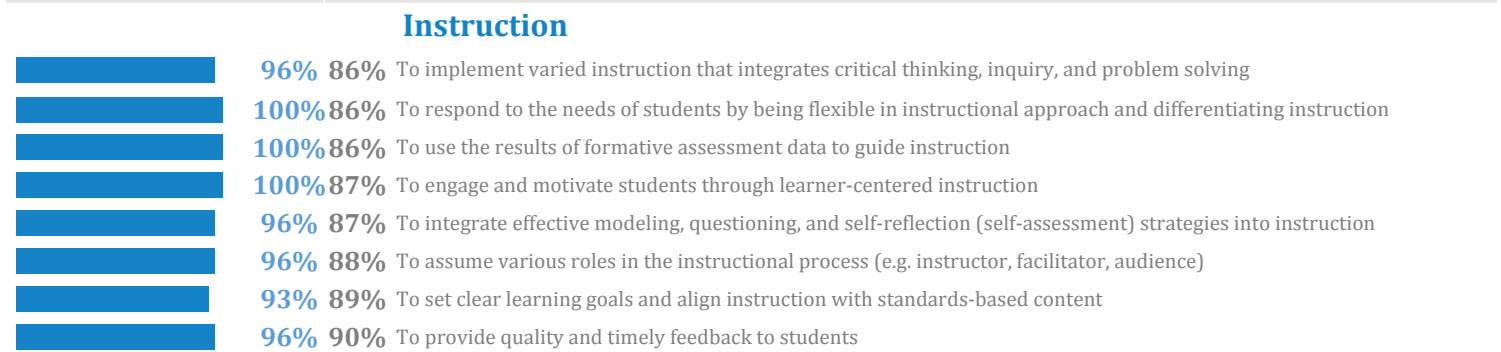 Instruction
96% 86% To implement varied instruction that integrates critical thinking, inquiry, and problem solving
100% 86% To respond to the needs of students by being flexible in instructional approach and differentiating instruction
100% 86% To use the results of formative assessment data to guide instruction
100% 87% To engage and motivate students through learner-centered instruction
96% 87% To integrate effective modeling, questioning, and self-reflection (self-assessment) strategies into instruction
96% 88% To assume various roles in the instructional process (e.g. instructor, facilitator, audience)
93% 89% To set clear learning goals and align instruction with standards-based content
96% 90% To provide quality and timely feedback to students